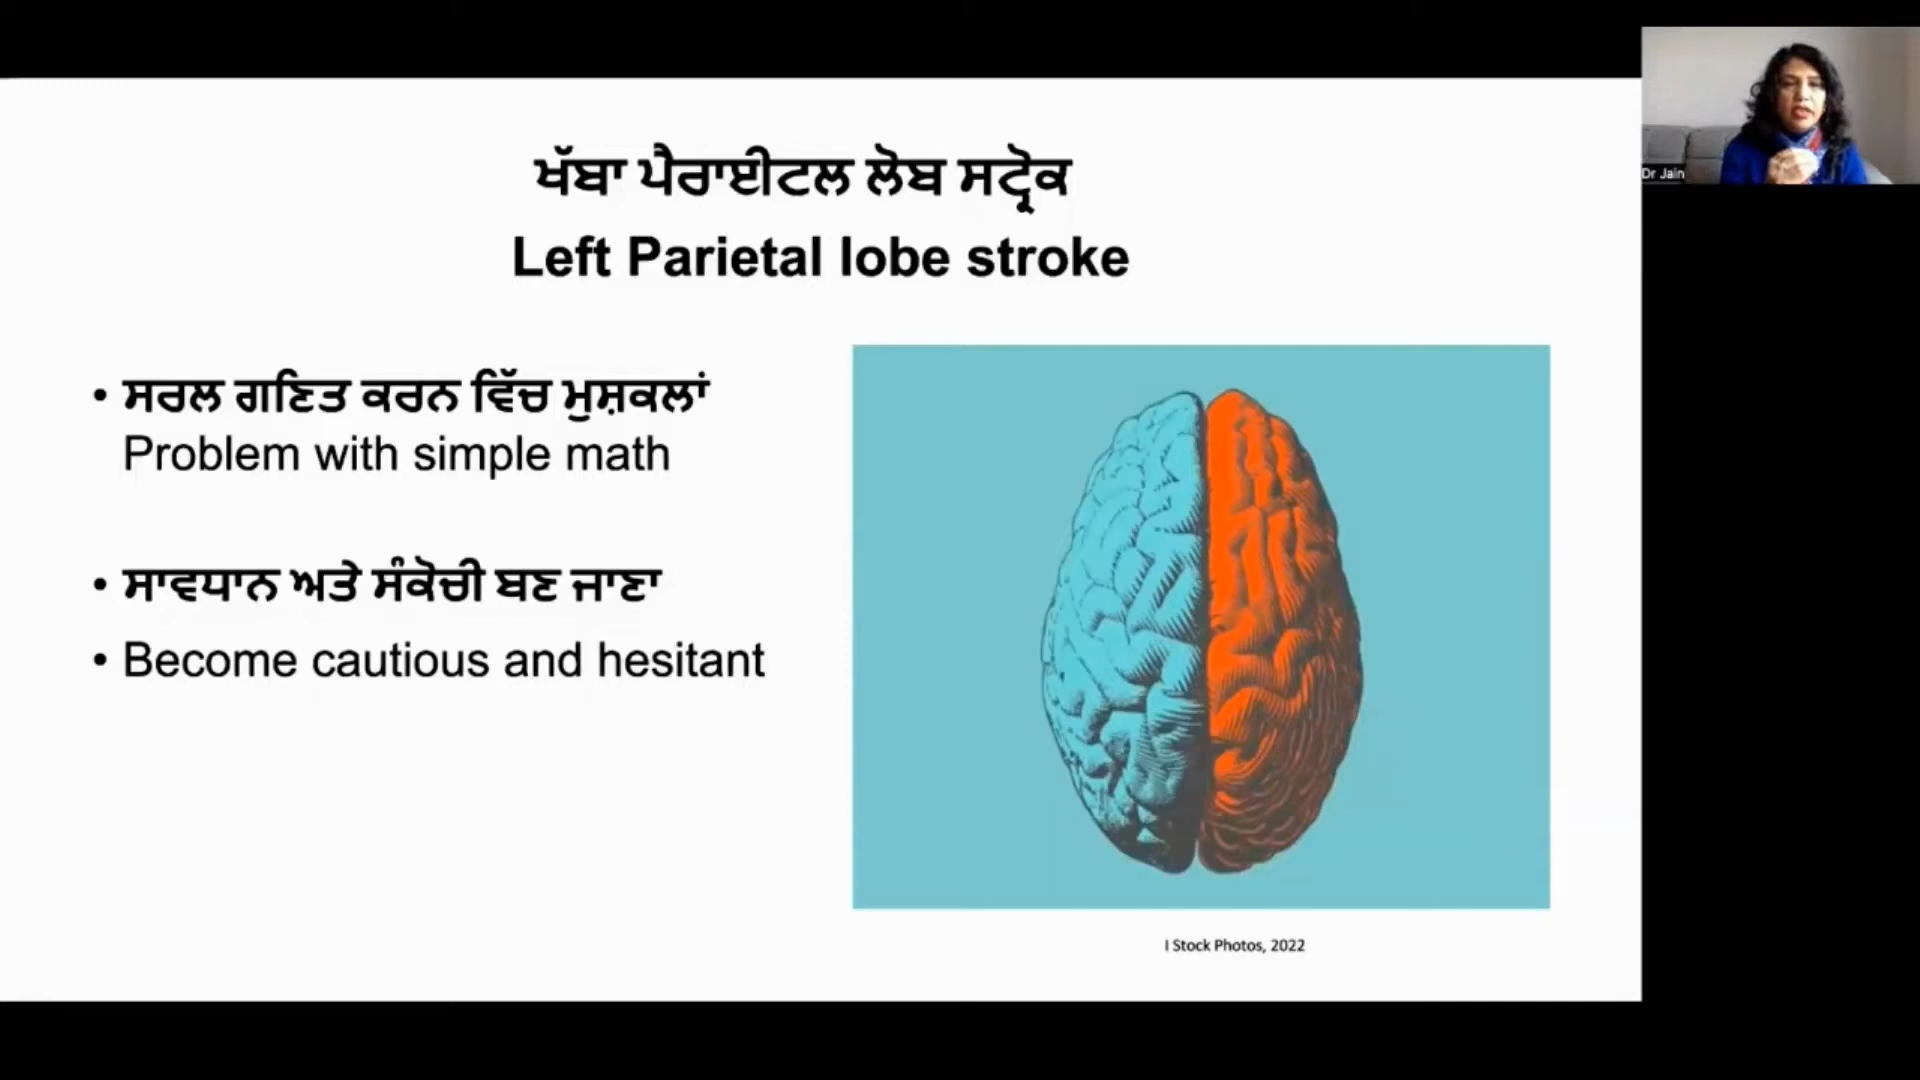 ਖੱਬਾ ਪੈਰਾਈਟਲ ਲੋਬ ਸਟ੍ਰੋਕ
Left Parietal lobe stroke
• ਸਰਲ ਗਣਿਤ ਕਰਨ ਵਿੱਚ ਮੁਸ਼ਕਲਾਂ
Problem with simple math
• ਸਾਵਧਾਨ ਅਤੇ ਸੰਕੋਚੀ ਬਣ ਜਾਣਾ
• Become cautious and hesitant
I Stock Photos, 2022
Dr Jain